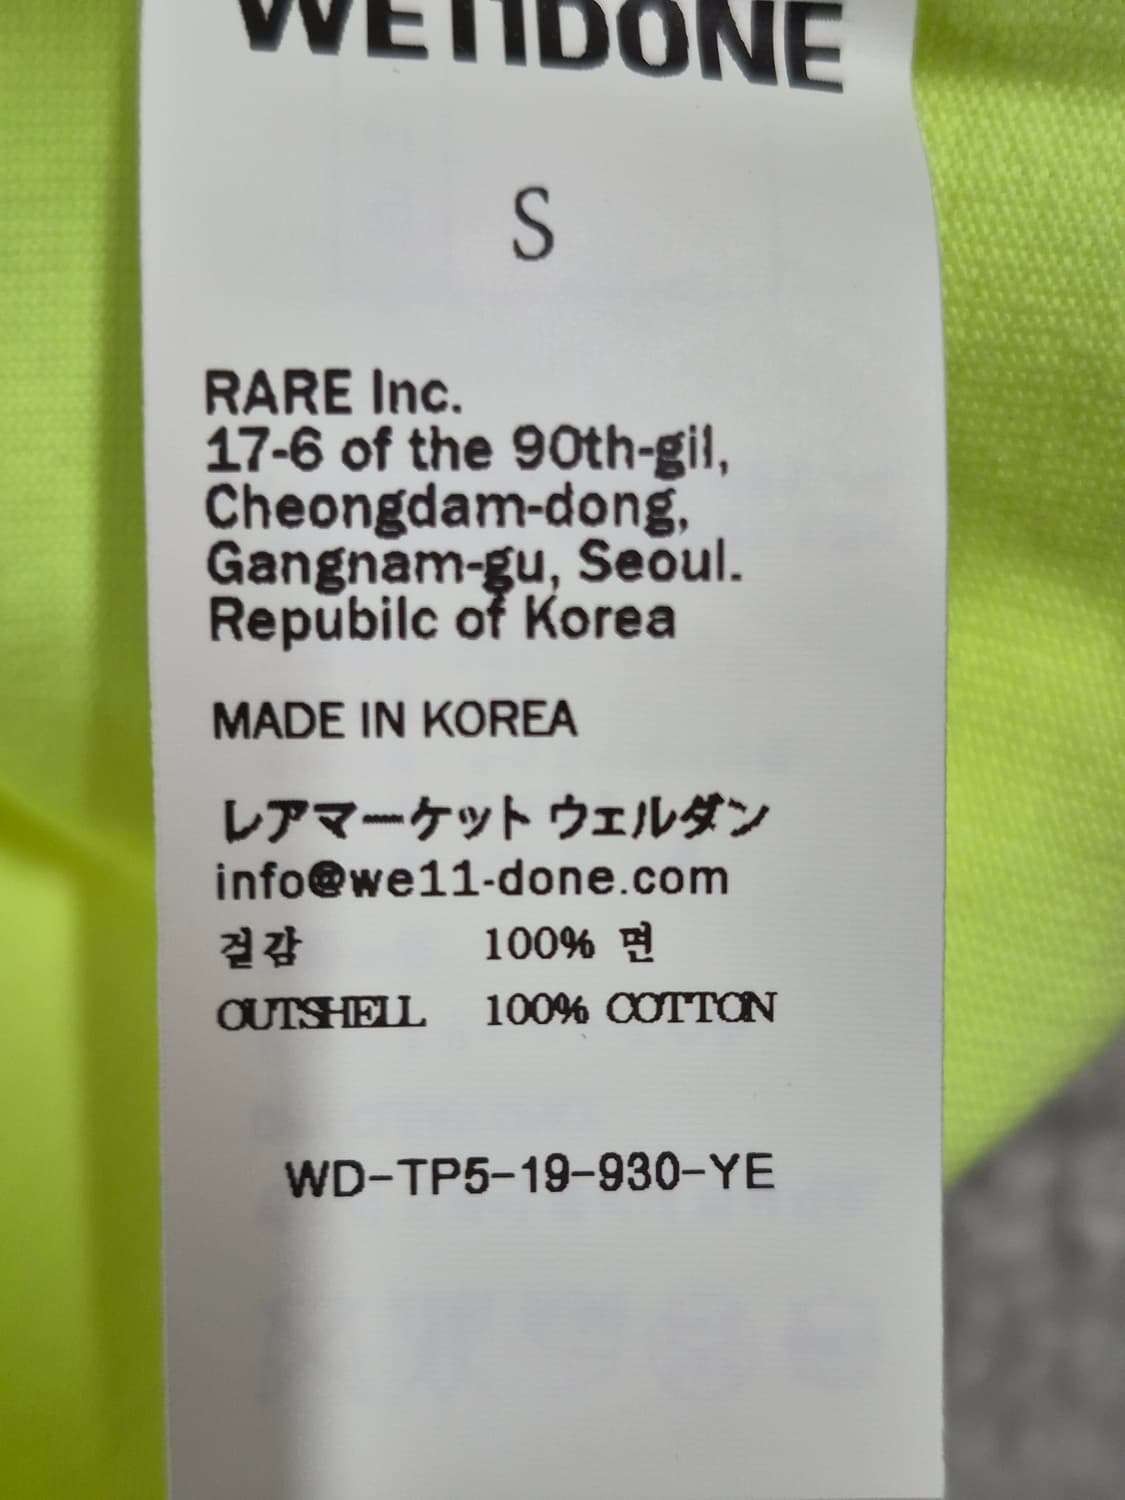 WE11DONE
S
RARE Inc.
17-6 of the 90th-gil,
Cheongdam-dong,
Gangnam-gu, Seoul.
Repubilc of Korea
MADE IN KOREA
レアマーケット ウェルダン
info@we11-done.com
겉감 100% 면
OUTSHELL 100% COTTON
WD-TP5-19-930-YE